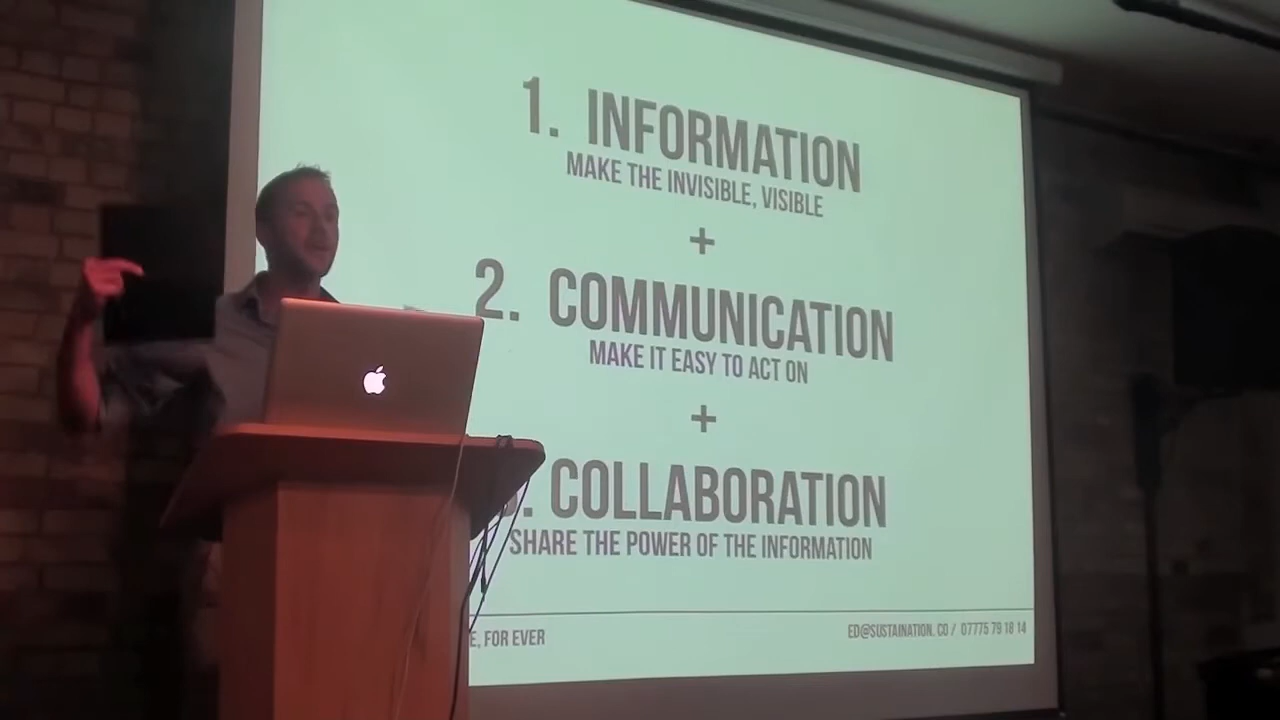 1. INFORMATION
MAKE THE INVISIBLE, VISIBLE
+
2. COMMUNICATION
MAKE IT EASY TO ACT ON
+
. COLLABORATION
SHARE THE POWER OF THE INFORMATION
E, FOR EVER
ED@SUSTAINATION.CO / 07775 79 18 14